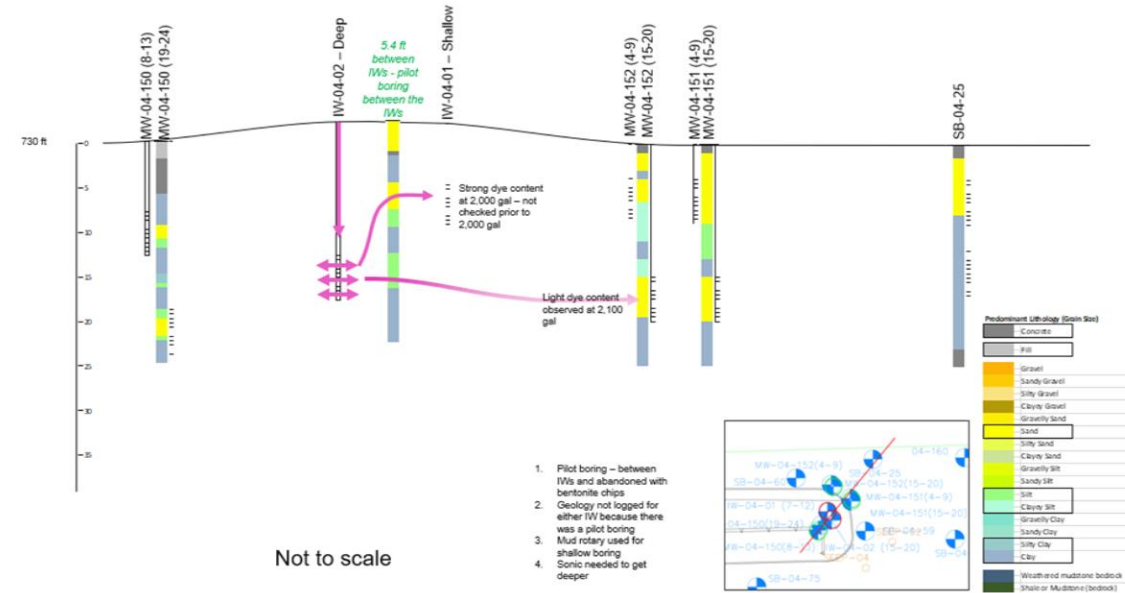 MW-04-150 (8-13)
MW-04-150 (19-24)
IW-04-02 – Deep
5.4 ft
between
IWs - pilot
boring
between the
IWs
IW-04-01 – Shallow
MW-04-152 (4-9)
MW-04-152 (15-20)
MW-04-151 (4-9)
MW-04-151 (15-20)
SB-04-25
730 ft
0
5
10
15
20
25
30
35
Strong dye content
at 2,000 gal – not
checked prior to
2,000 gal
Light dye content
observed at 2,100
gal
Predominant Lithology (Grain Size)
Concrete
Fill
Gravel
Sandy Gravel
Silty Gravel
Clayey Gravel
Gravelly Sand
Sand
Silty Sand
Clayey Sand
Gravelly Silt
Sandy Silt
Silt
Clayey Silt
Gravelly Clay
Sandy Clay
Silty Clay
Clay
Weathered mudstone bedrock
Shale or Mudstone (bedrock)
1. Pilot boring – between
IWs and abandoned with
bentonite chips
2. Geology not logged for
either IW because there
was a pilot boring
3. Mud rotary used for
shallow boring
4. Sonic needed to get
deeper
Not to scale
04-160
MW-04-152(4-9)
SB-04-25
SB-04-60
MW-04-152(15-20)
MW-04-151(4-9)
IW-04-01 (7-12)
MW-04-151(15-20)
04-150(19-24)
MW-04-150(8-13)
IW-04-02 (15-20)
SB-04
SB-04-75